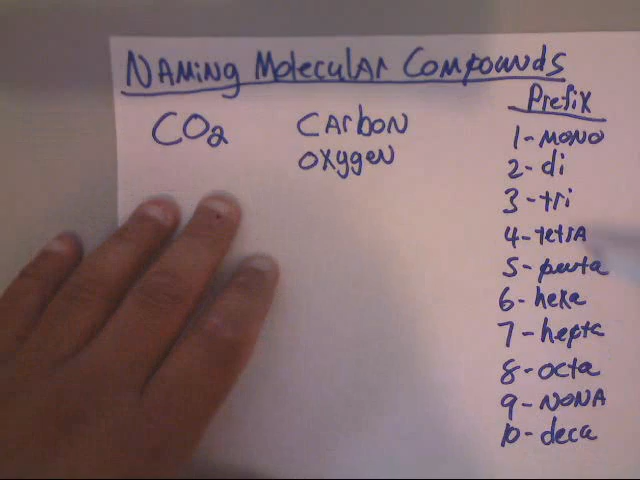 NAMING MOLECULAR COMPOUNDS
CO2 CARBON
OXYGEN
Prefix
1-MONO
2-di
3-tri
4-tetrA
5-penta
6-hexa
7-hepta
8-octa
9-NONA
10-deca